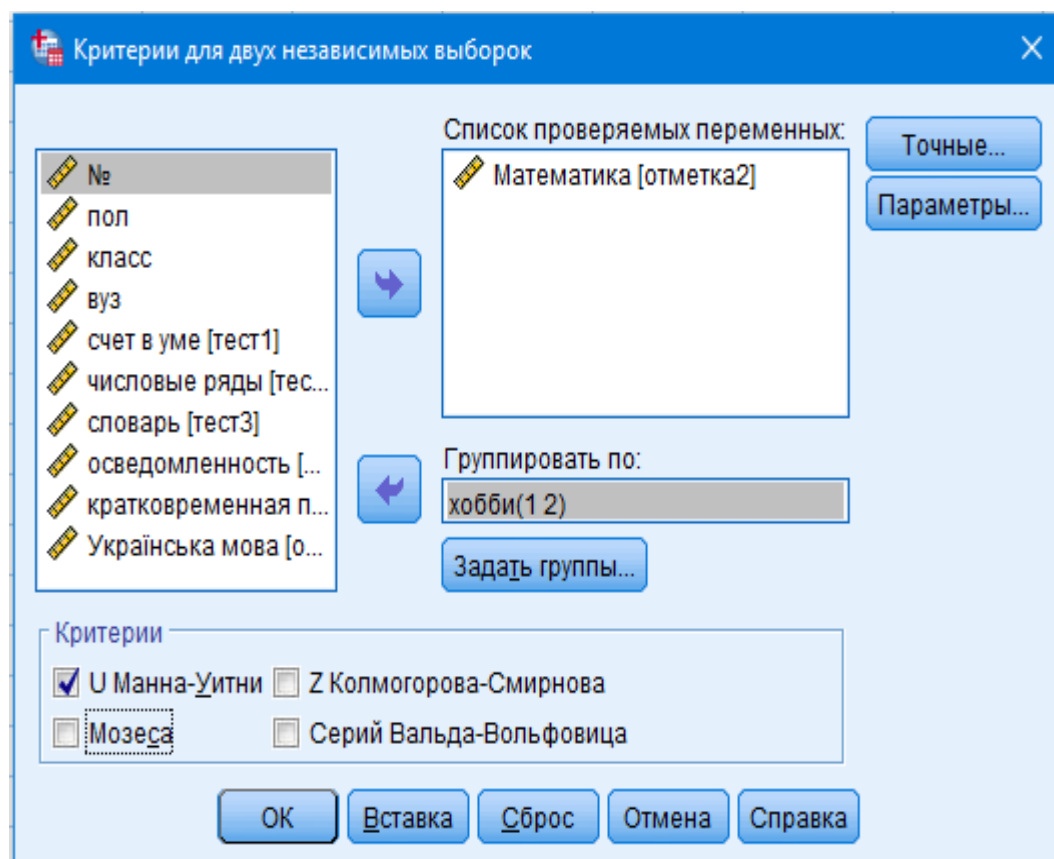 Критерии для двух независимых выборок
Список проверяемых переменных:
№
пол
класс
вуз
счет в уме [тест1]
числовые ряды [тес...
словарь [тест3]
осведомленность [...
кратковременная п...
Українська мова [о...
Математика [отметка2]
Точные...
Параметры...
Группировать по:
хобби(1 2)
Задать группы...
Критерии
U Манна-Уитни Z Колмогорова-Смирнова
Мозеса Серий Вальда-Вольфовица
ОК Вставка Сброс Отмена Справка